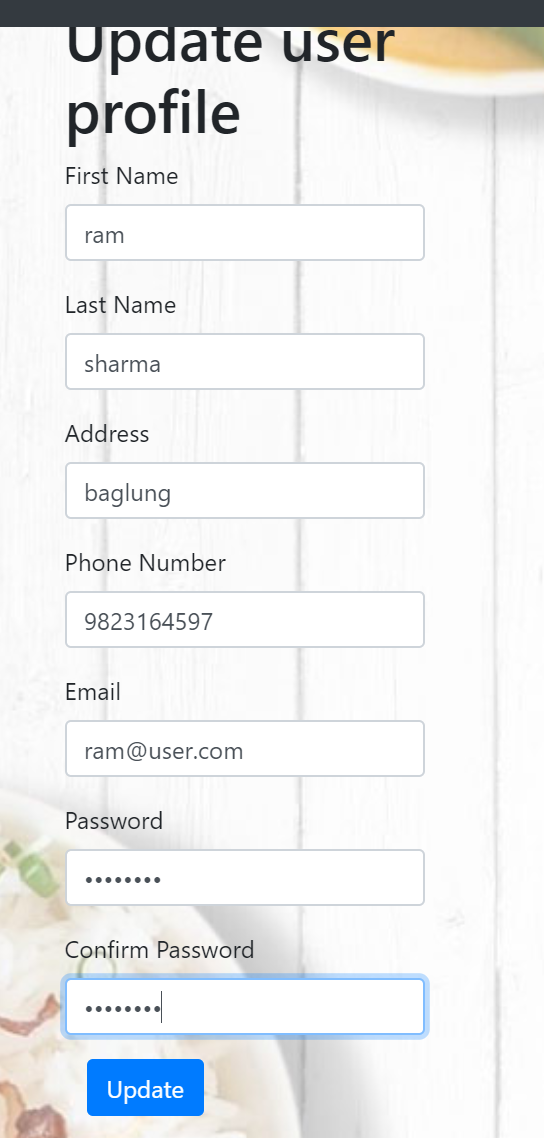 Update user
profile
First Name
ram
Last Name
sharma
Address
baglung
Phone Number
9823164597
Email
ram@user.com
Password
••••••••
Confirm Password
••••••••
Update